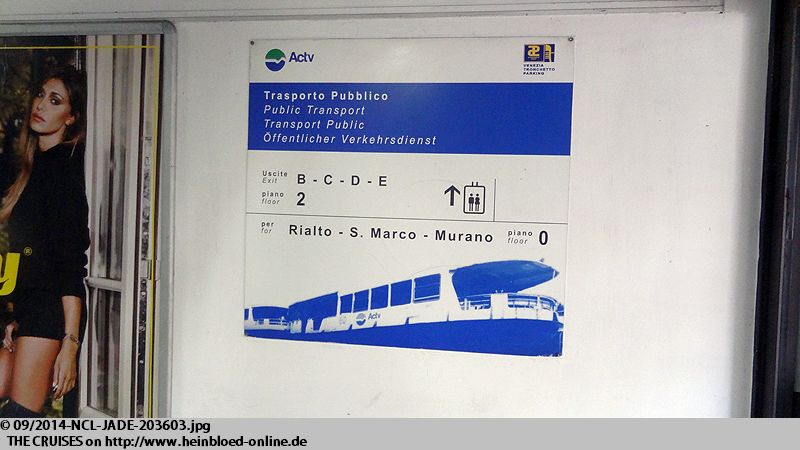 Actv
VENEZIA
TRONCHETTO
PARKING
Trasporto Pubblico
Public Transport
Transport Public
Öffentlicher Verkehrsdienst
Uscite
Exit
B - C - D - E
piano
floor
2
per
for
Rialto - S. Marco - Murano
piano
floor
0
Actv
© 09/2014-NCL-JADE-203603.jpg
THE CRUISES on http://www.heinbloed-online.de